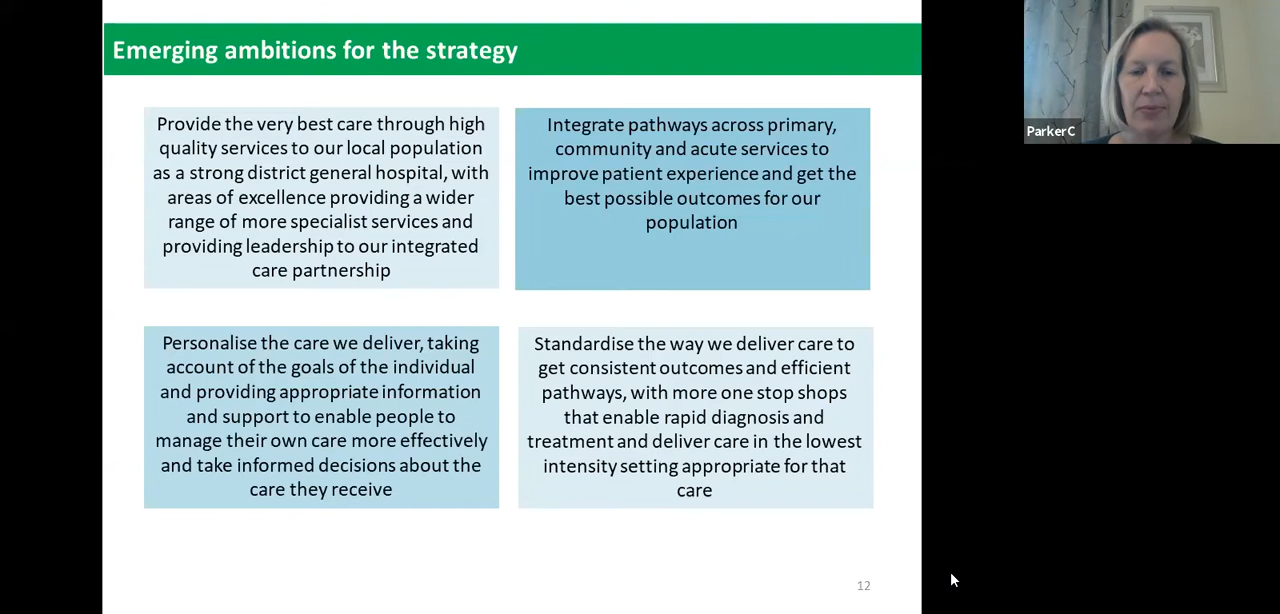 Emerging ambitions for the strategy
Provide the very best care through high
quality services to our local population
as a strong district general hospital, with
areas of excellence providing a wider
range of more specialist services and
providing leadership to our integrated
care partnership
Integrate pathways across primary,
community and acute services to
improve patient experience and get the
best possible outcomes for our
population
Personalise the care we deliver, taking
account of the goals of the individual
and providing appropriate information
and support to enable people to
manage their own care more effectively
and take informed decisions about the
care they receive
Standardise the way we deliver care to
get consistent outcomes and efficient
pathways, with more one stop shops
that enable rapid diagnosis and
treatment and deliver care in the lowest
intensity setting appropriate for that
care
12
ParkerC